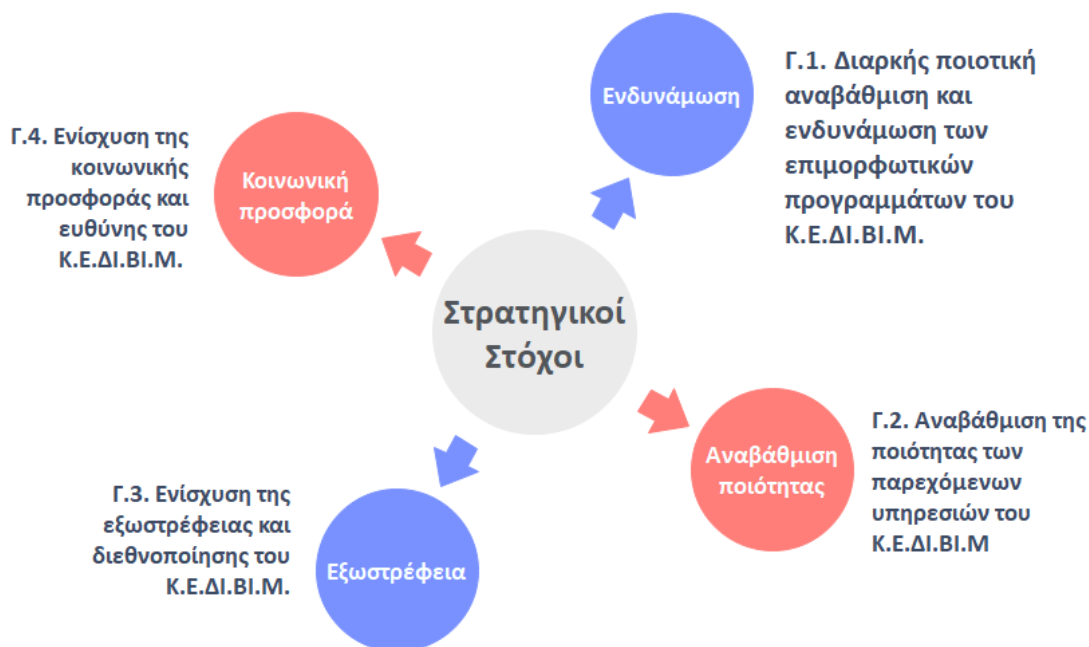 Στρατηγικοί
Στόχοι
Ενδυνάμωση
Γ.1. Διαρκής ποιοτική
αναβάθμιση και
ενδυνάμωση των
επιμορφωτικών
προγραμμάτων του
Κ.Ε.ΔΙ.ΒΙ.Μ.
Αναβάθμιση
ποιότητας
Γ.2. Αναβάθμιση της
ποιότητας των
παρεχόμενων
υπηρεσιών του
Κ.Ε.ΔΙ.ΒΙ.Μ
Εξωστρέφεια
Γ.3. Ενίσχυση της
εξωστρέφειας και
διεθνοποίησης του
Κ.Ε.ΔΙ.ΒΙ.Μ.
Κοινωνική
προσφορά
Γ.4. Ενίσχυση της
κοινωνικής
προσφοράς και
ευθύνης του
Κ.Ε.ΔΙ.ΒΙ.Μ.